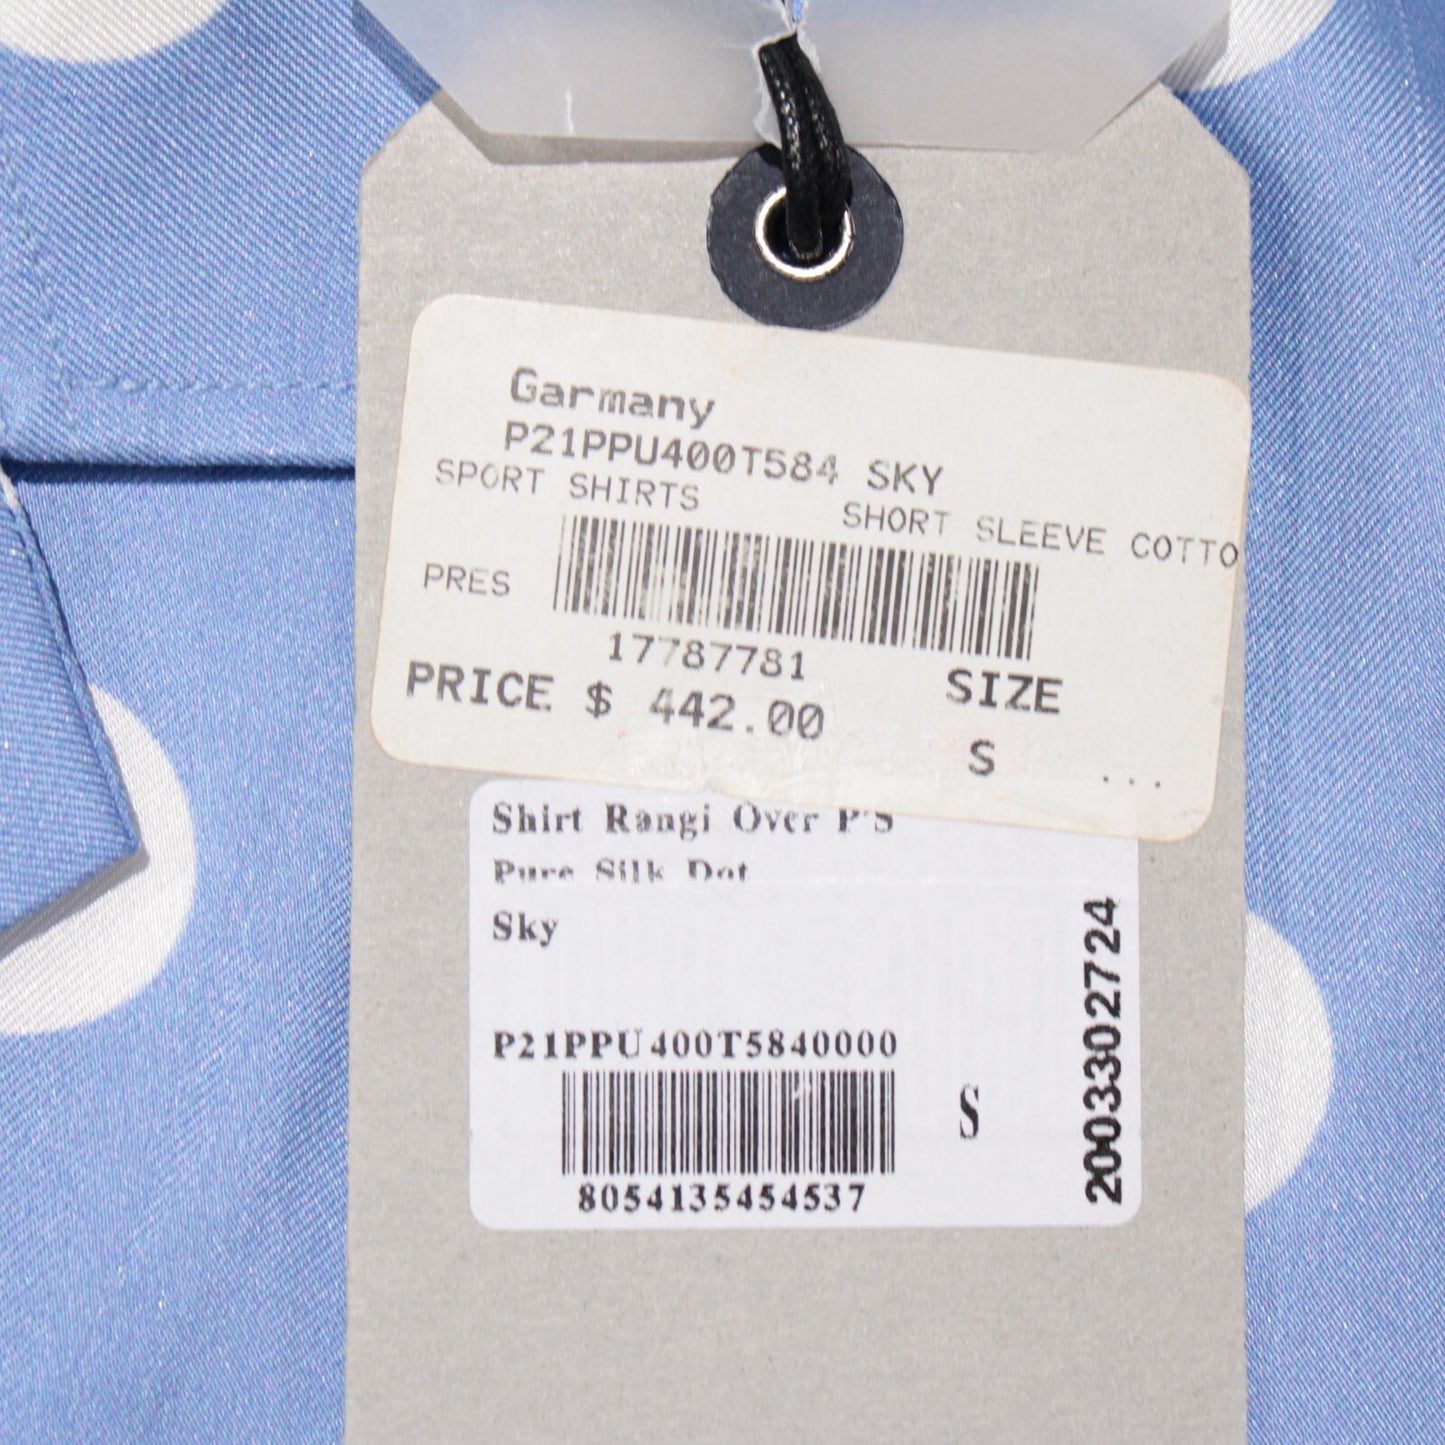 Garmany
P21PPU400T584 SKY
SPORT SHIRTS SHORT SLEEVE COTTO
PRES
17787781
PRICE $ 442.00 SIZE
S ...
Shirt Rangi Over P'S
Pure Silk Dot
Sky
P21PPU400T5840000
S
8054135454537
2003302724